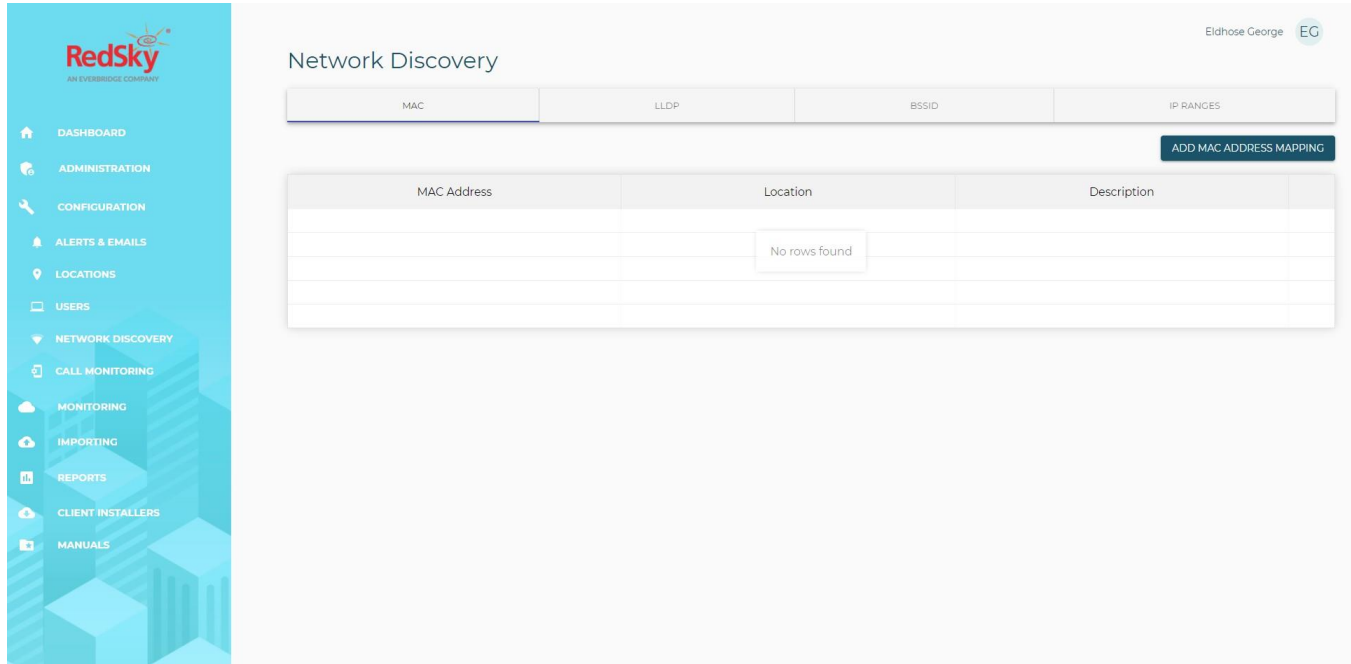 RedSky
AN EVERBRIDGE COMPANY
Eldhose George EG
Network Discovery
MAC LLDP BSSID IP RANGES
ADD MAC ADDRESS MAPPING
MAC Address Location Description
No rows found
DASHBOARD
ADMINISTRATION
CONFIGURATION
ALERTS & EMAILS
LOCATIONS
USERS
NETWORK DISCOVERY
CALL MONITORING
MONITORING
IMPORTING
REPORTS
CLIENT INSTALLERS
MANUALS